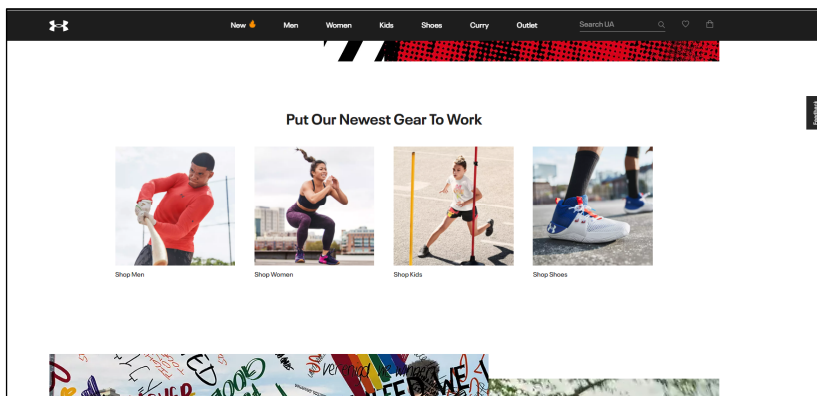 New Men Women Kids Shoes Curry Outlet Search UA
Feedback
Put Our Newest Gear To Work
Shop Men Shop Women Shop Kids Shop Shoes
WE